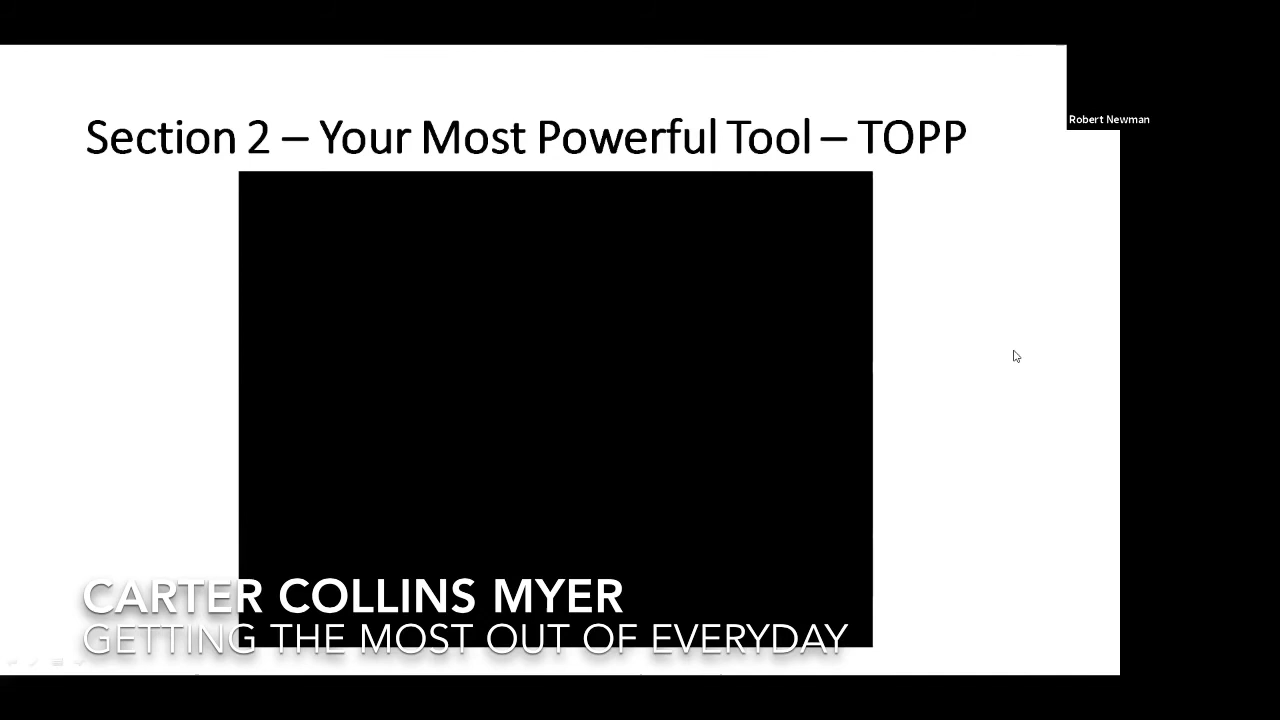 Section 2 – Your Most Powerful Tool – TOPP
Robert Newman
CARTER COLLINS MYER
GETTING THE MOST OUT OF EVERYDAY